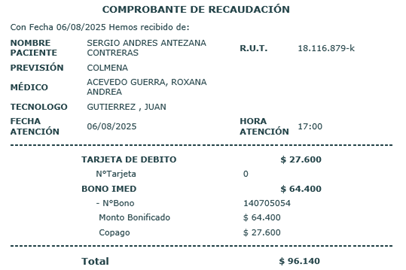 COMPROBANTE DE RECAUDACIÓN
Con Fecha 06/08/2025 Hemos recibido de:
NOMBRE PACIENTE SERGIO ANDRES ANTEZANA CONTRERAS R.U.T. 18.116.879-k
PREVISIÓN COLMENA
MÉDICO ACEVEDO GUERRA, ROXANA ANDREA
TECNOLOGO GUTIERREZ , JUAN
FECHA ATENCIÓN 06/08/2025 HORA ATENCIÓN 17:00
TARJETA DE DEBITO $ 27.600
N°Tarjeta 0
BONO IMED $ 64.400
- N°Bono 140705054
Monto Bonificado $ 64.400
Copago $ 27.600
Total $ 96.140